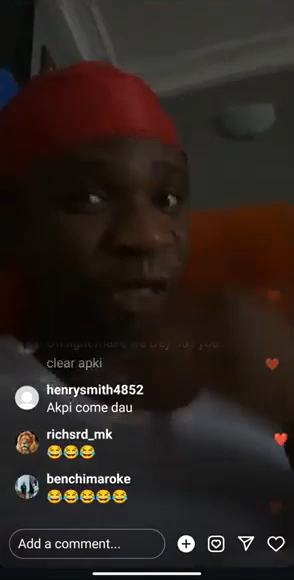 clear apki
henrysmith4852
Akpi come dau
richsrd_mk
😂😂😂
benchimaroke
😂😂😂😂😂
Add a comment...